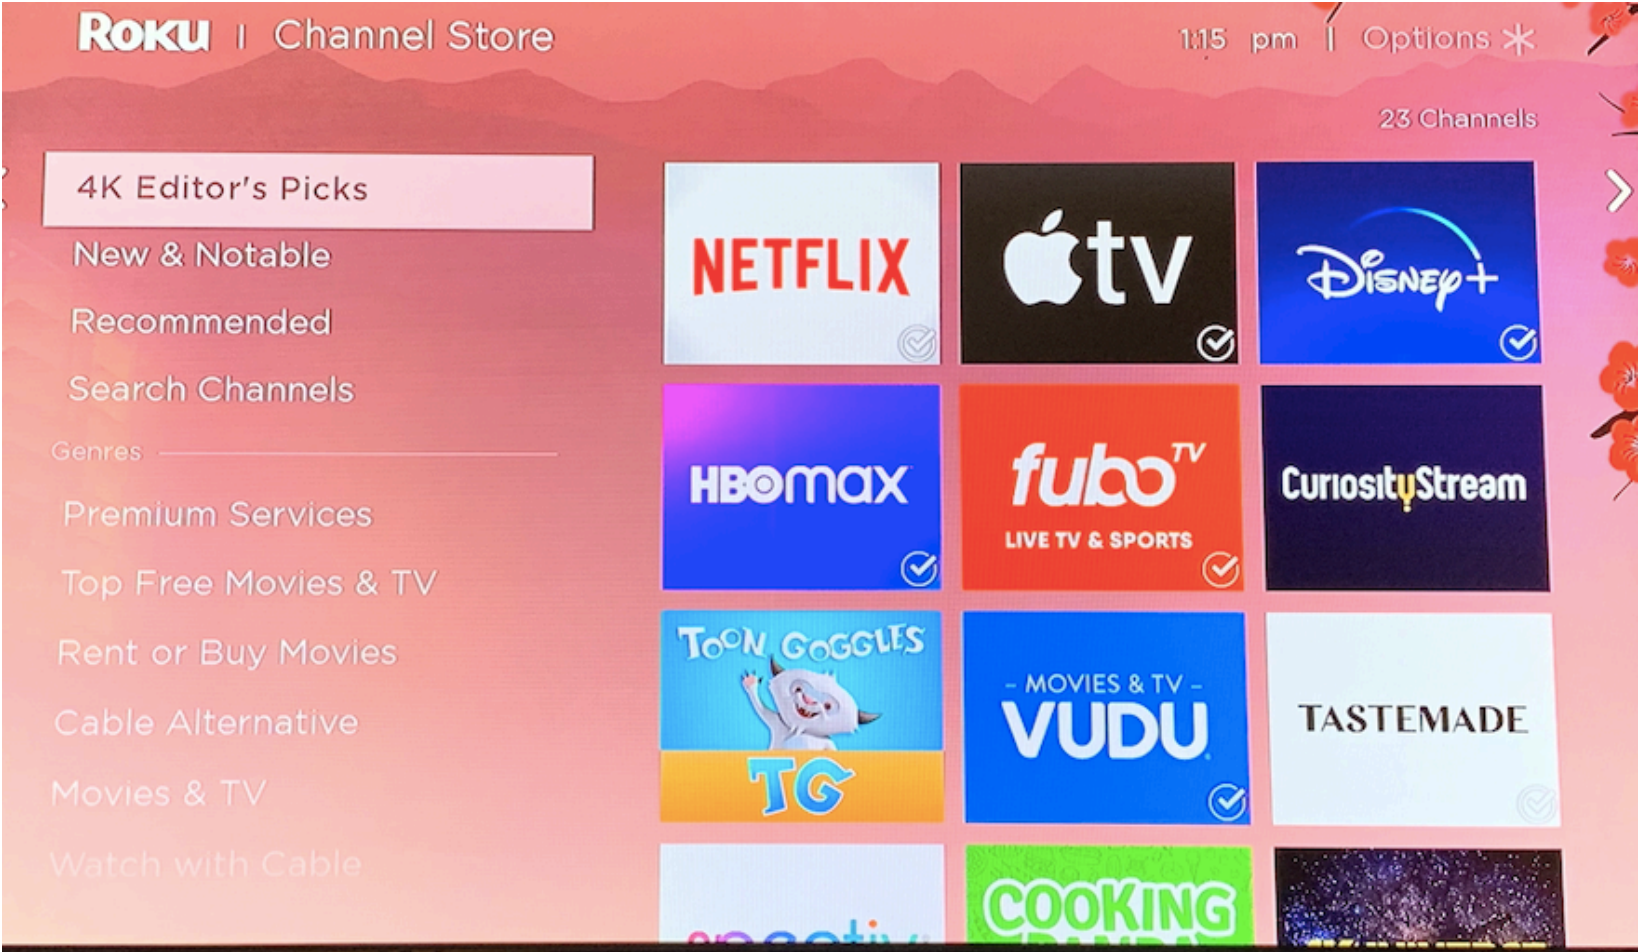 ROKU | Channel Store
1:15 pm | Options
23 Channels
4K Editor's Picks
New & Notable
Recommended
Search Channels
Genres
Premium Services
Top Free Movies & TV
Rent or Buy Movies
Cable Alternative
Movies & TV
Watch with Cable
NETFLIX
tv
Disney+
HBOmax
fuboTV
LIVE TV & SPORTS
CuriosityStream
TOON GOGGLES
TG
- MOVIES & TV -
VUDU
TASTEMADE
COOKING